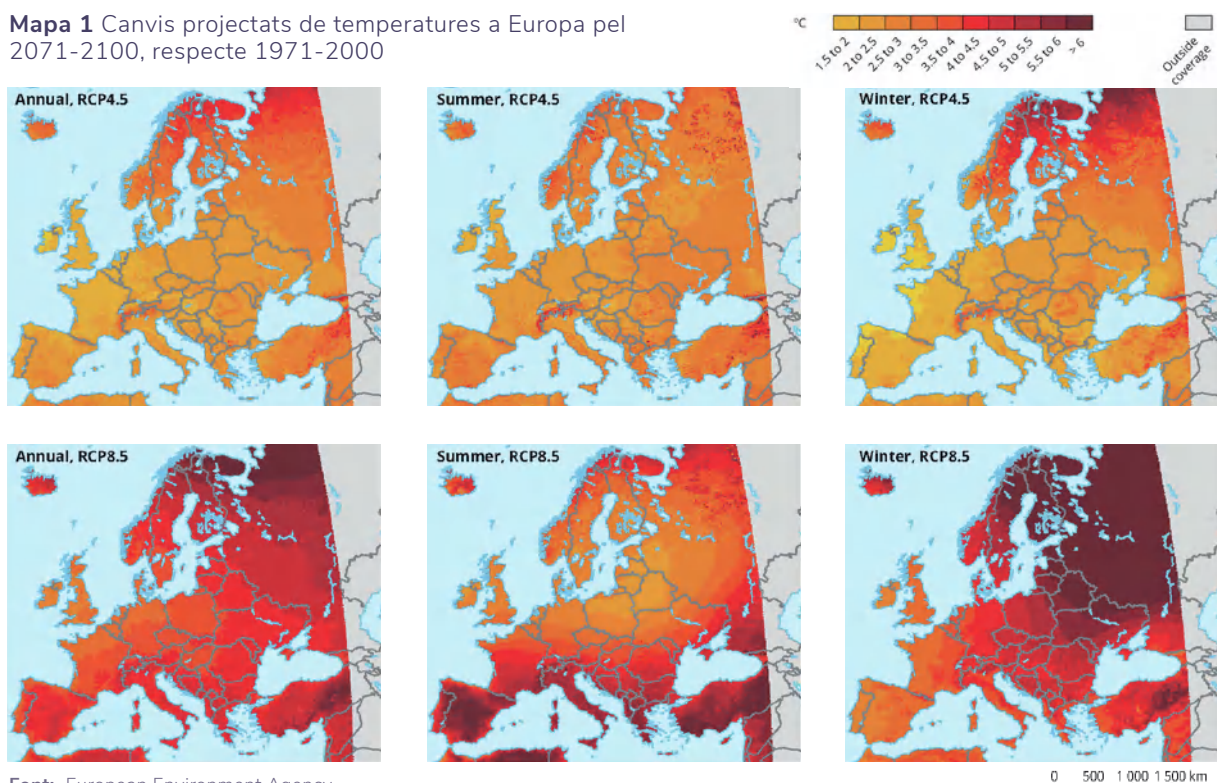 Mapa 1 Canvis projectats de temperatures a Europa pel
2071-2100, respecte 1971-2000
°C
1.5 to 2
2 to 2.5
2.5 to 3
3 to 3.5
3.5 to 4
4 to 4.5
4.5 to 5
5 to 5.5
5.5 to 6
> 6
Outside
coverage
Annual, RCP4.5
Summer, RCP4.5
Winter, RCP4.5
Annual, RCP8.5
Summer, RCP8.5
Winter, RCP8.5
Font: European Environment Agency
0 500 1 000 1 500 km